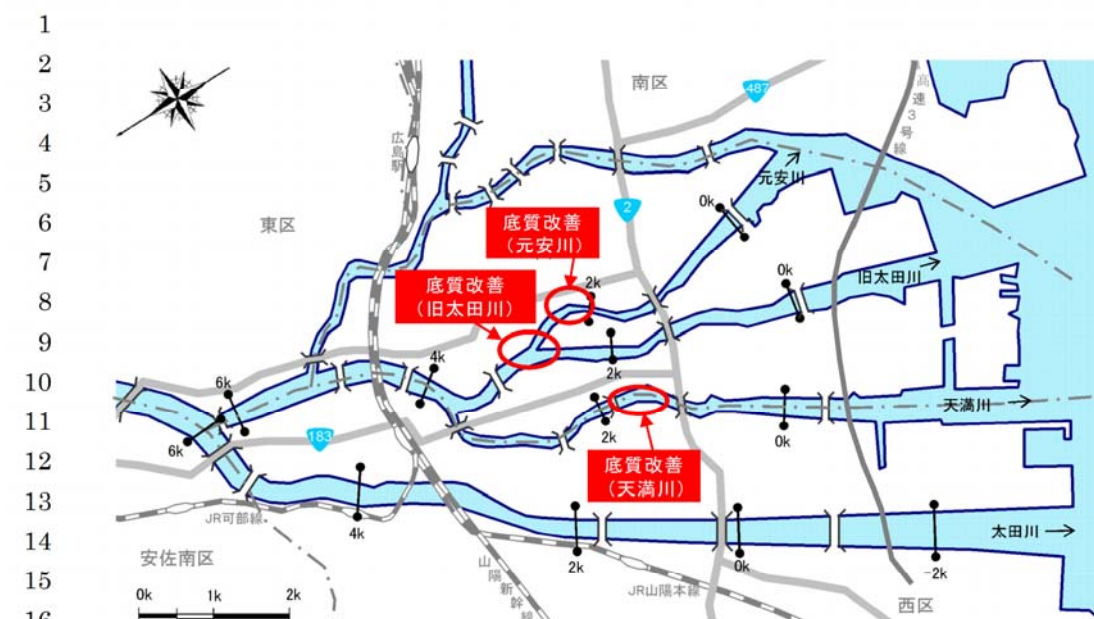 1
2
3
4
5
6
7
8
9
10
11
12
13
14
15
16
南区
487
高速3号線
広島駅
元安川
2
0k
東区
底質改善
(元安川)
底質改善
(旧太田川)
2k
0k
旧太田川
4k
2k
6k
6k
183
2k
0k
天満川
底質改善
(天満川)
JR可部線
4k
2k
0k
-2k
太田川
安佐南区
山陽新幹線
JR山陽本線
西区
0k
1k
2k